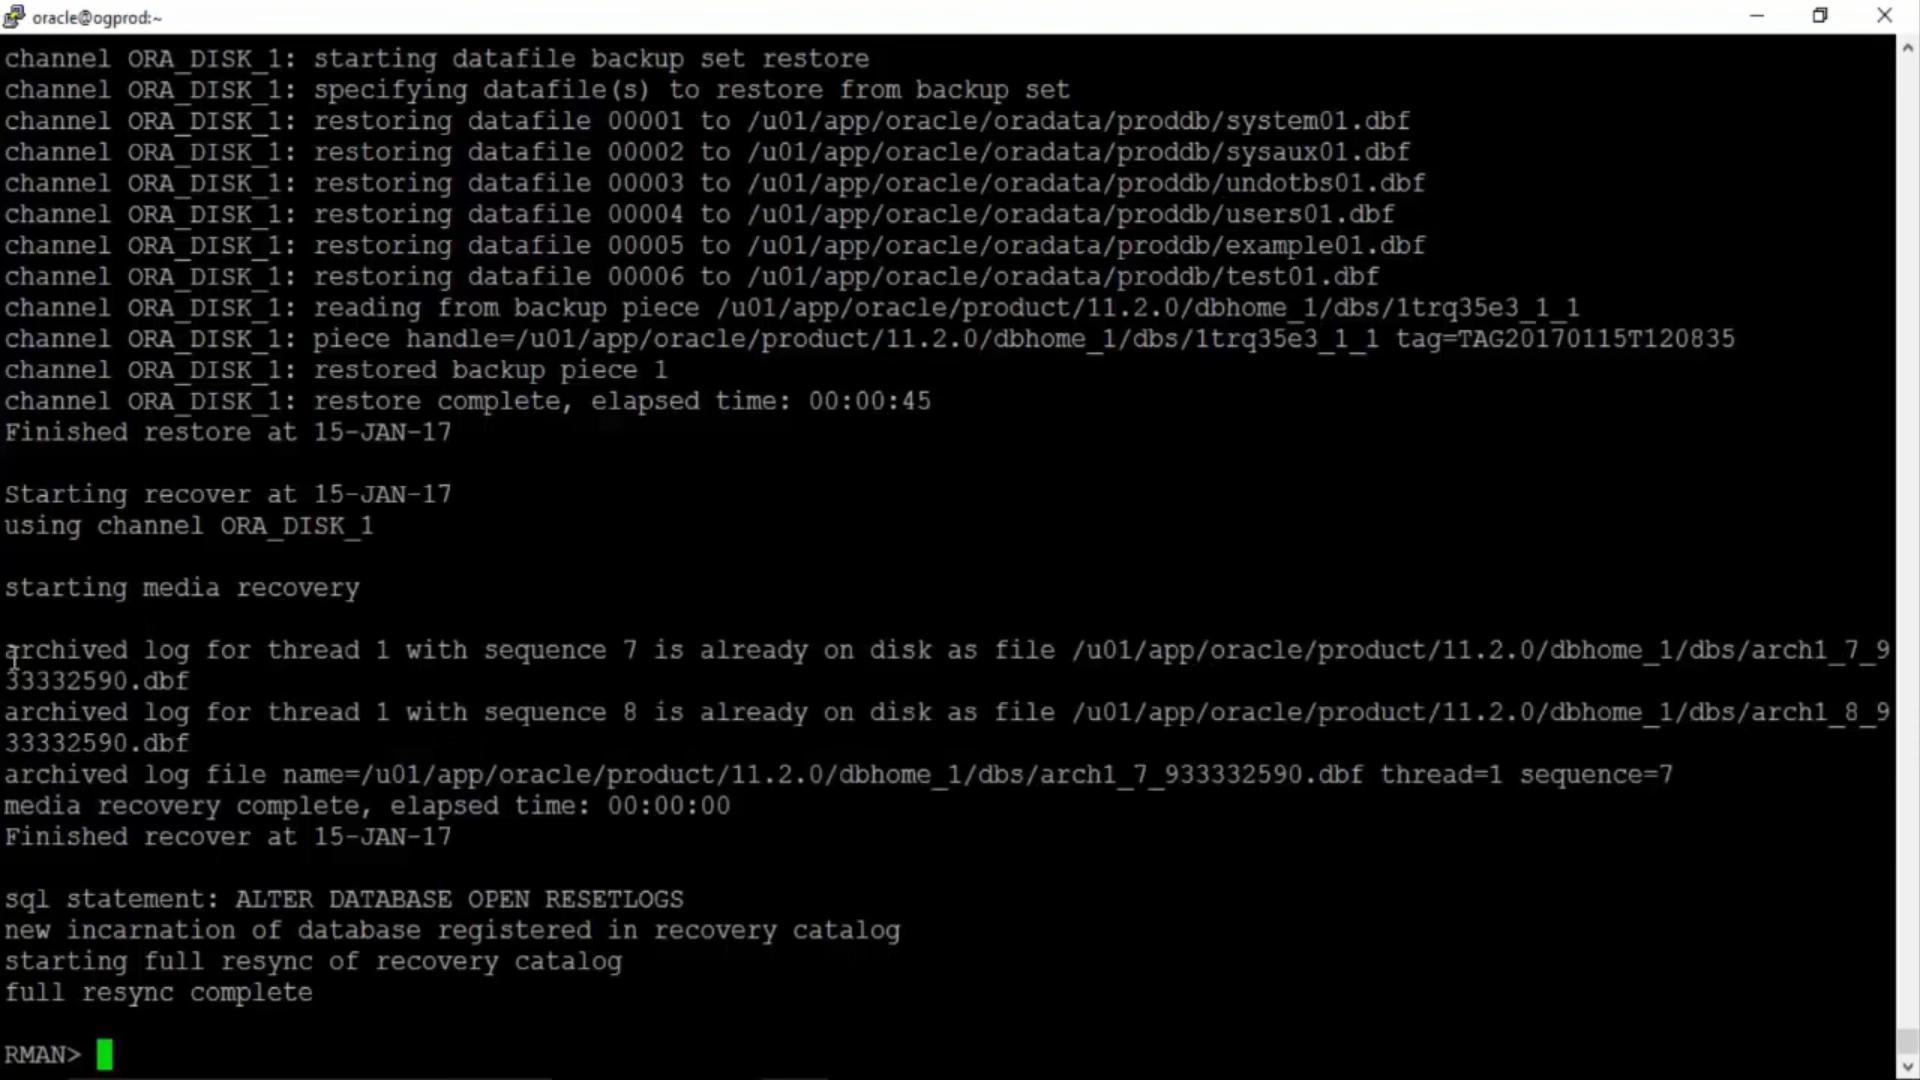 oracle@ogprod:~
channel ORA_DISK_1: starting datafile backup set restore
channel ORA_DISK_1: specifying datafile(s) to restore from backup set
channel ORA_DISK_1: restoring datafile 00001 to /u01/app/oracle/oradata/proddb/system01.dbf
channel ORA_DISK_1: restoring datafile 00002 to /u01/app/oracle/oradata/proddb/sysaux01.dbf
channel ORA_DISK_1: restoring datafile 00003 to /u01/app/oracle/oradata/proddb/undotbs01.dbf
channel ORA_DISK_1: restoring datafile 00004 to /u01/app/oracle/oradata/proddb/users01.dbf
channel ORA_DISK_1: restoring datafile 00005 to /u01/app/oracle/oradata/proddb/example01.dbf
channel ORA_DISK_1: restoring datafile 00006 to /u01/app/oracle/oradata/proddb/test01.dbf
channel ORA_DISK_1: reading from backup piece /u01/app/oracle/product/11.2.0/dbhome_1/dbs/1trq35e3_1_1
channel ORA_DISK_1: piece handle=/u01/app/oracle/product/11.2.0/dbhome_1/dbs/1trq35e3_1_1 tag=TAG20170115T120835
channel ORA_DISK_1: restored backup piece 1
channel ORA_DISK_1: restore complete, elapsed time: 00:00:45
Finished restore at 15-JAN-17
Starting recover at 15-JAN-17
using channel ORA_DISK_1
starting media recovery
archived log for thread 1 with sequence 7 is already on disk as file /u01/app/oracle/product/11.2.0/dbhome_1/dbs/arch1_7_9
33332590.dbf
archived log for thread 1 with sequence 8 is already on disk as file /u01/app/oracle/product/11.2.0/dbhome_1/dbs/arch1_8_9
33332590.dbf
archived log file name=/u01/app/oracle/product/11.2.0/dbhome_1/dbs/arch1_7_933332590.dbf thread=1 sequence=7
media recovery complete, elapsed time: 00:00:00
Finished recover at 15-JAN-17
sql statement: ALTER DATABASE OPEN RESETLOGS
new incarnation of database registered in recovery catalog
starting full resync of recovery catalog
full resync complete
RMAN>